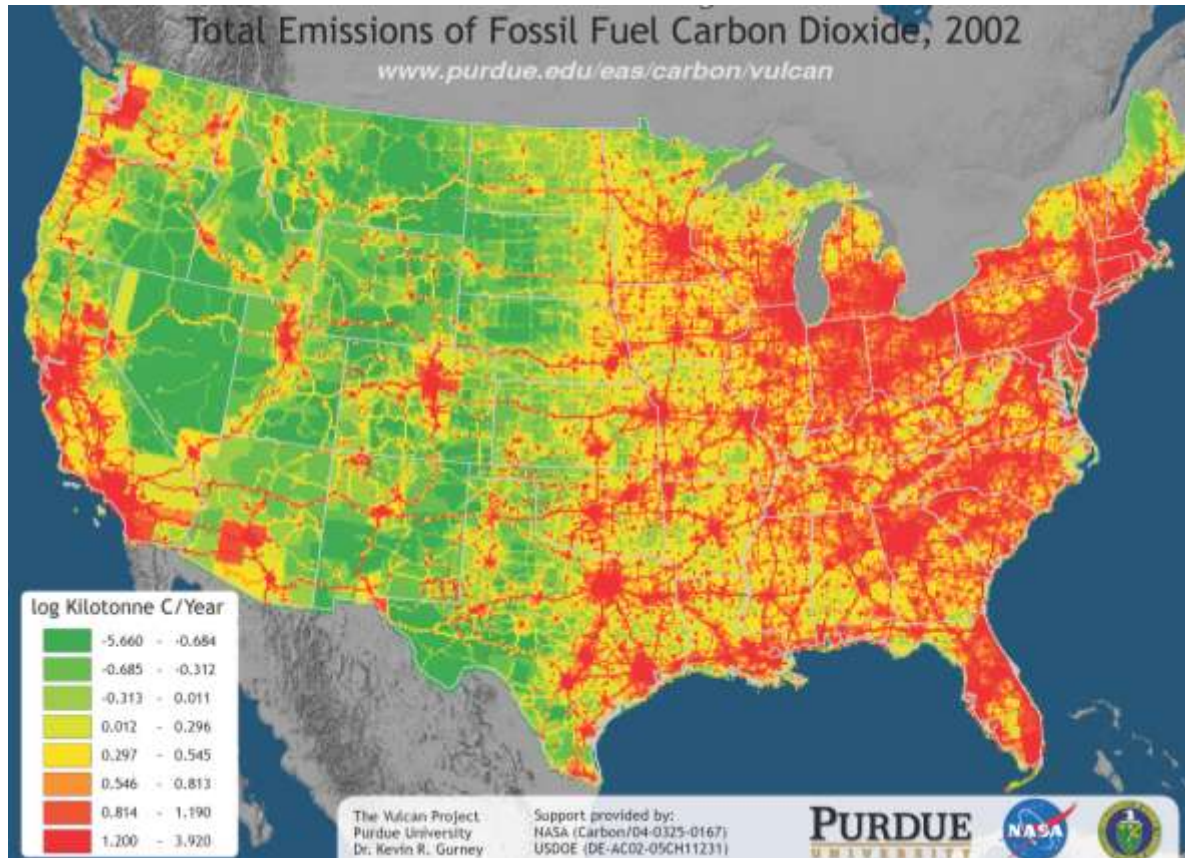 Total Emissions of Fossil Fuel Carbon Dioxide, 2002
www.purdue.edu/eas/carbon/vulcan
log Kilotonne C/Year
-5.660 - -0.684
-0.685 - -0.312
-0.313 - 0.011
0.012 - 0.296
0.297 - 0.545
0.546 - 0.813
0.814 - 1.190
1.200 - 3.920
The Vulcan Project
Purdue University
Dr. Kevin R. Gurney
Support provided by:
NASA (Carbon/04-0325-0167)
USDOE (DE-AC02-05CH11231)
PURDUE
UNIVERSITY
NASA